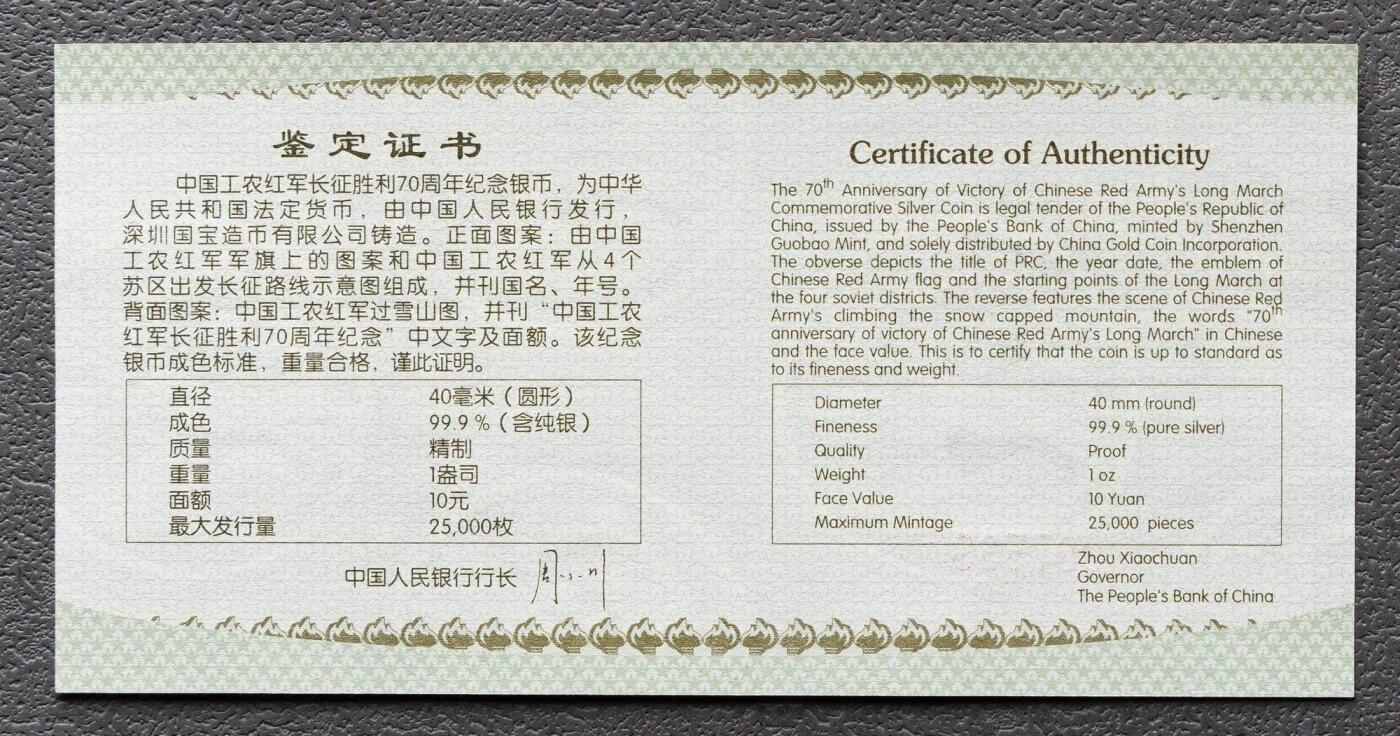 鉴定证书
中国工农红军长征胜利70周年纪念银币，为中华
人民共和国法定货币，由中国人民银行发行，
深圳国宝造币有限公司铸造。正面图案：由中国
工农红军军旗上的图案和中国工农红军从4个
苏区出发长征路线示意图组成，并刊国名、年号。
背面图案：中国工农红军过雪山图，并刊“中国工农
红军长征胜利70周年纪念”中文字及面额。该纪念
银币成色标准，重量合格，谨此证明。
直径 40毫米（圆形）
成色 99.9％（含纯银）
质量 精制
重量 1盎司
面额 10元
最大发行量 25,000枚
中国人民银行行长 周小川
Certificate of Authenticity
The 70th Anniversary of Victory of Chinese Red Army's Long March
Commemorative Silver Coin is legal tender of the People's Republic of
China, issued by the People's Bank of China, minted by Shenzhen
Guobao Mint, and solely distributed by China Gold Coin Incorporation.
The obverse depicts the title of PRC, the year date, the emblem of
Chinese Red Army flag and the starting points of the Long March at
the four soviet districts. The reverse features the scene of Chinese Red
Army's climbing the snow capped mountain, the words "70th
anniversary of victory of Chinese Red Army's Long March" in Chinese
and the face value. This is to certify that the coin is up to standard as
to its fineness and weight.
Diameter 40 mm (round)
Fineness 99.9 % (pure silver)
Quality Proof
Weight 1 oz
Face Value 10 Yuan
Maximum Mintage 25,000 pieces
Zhou Xiaochuan
Governor
The People's Bank of China